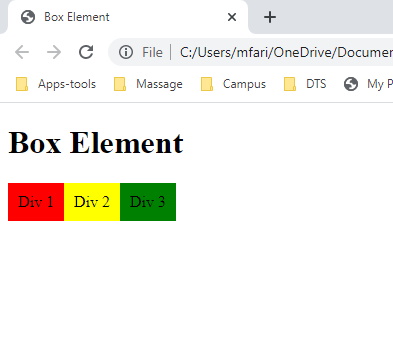 Box Element
File C:/Users/mfari/OneDrive/Documen
Apps-tools Massage Campus DTS My P
Box Element
Div 1 Div 2 Div 3